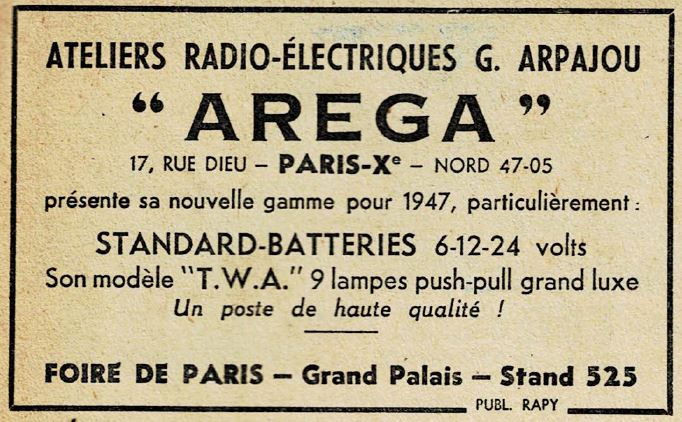 ATELIERS RADIO-ÉLECTRIQUES G. ARPAJOU
“ AREGA ”
17, RUE DIEU – PARIS-Xᵉ – NORD 47-05
présente sa nouvelle gamme pour 1947, particulièrement :
STANDARD-BATTERIES 6-12-24 volts
Son modèle "T.W.A." 9 lampes push-pull grand luxe
Un poste de haute qualité !
FOIRE DE PARIS – Grand Palais – Stand 525
PUBL. RAPY